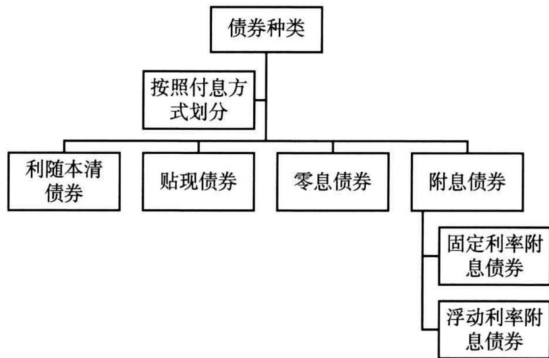 债券种类
按照付息方
式划分
利随本清
债券
贴现债券
零息债券
附息债券
固定利率附
息债券
浮动利率附
息债券